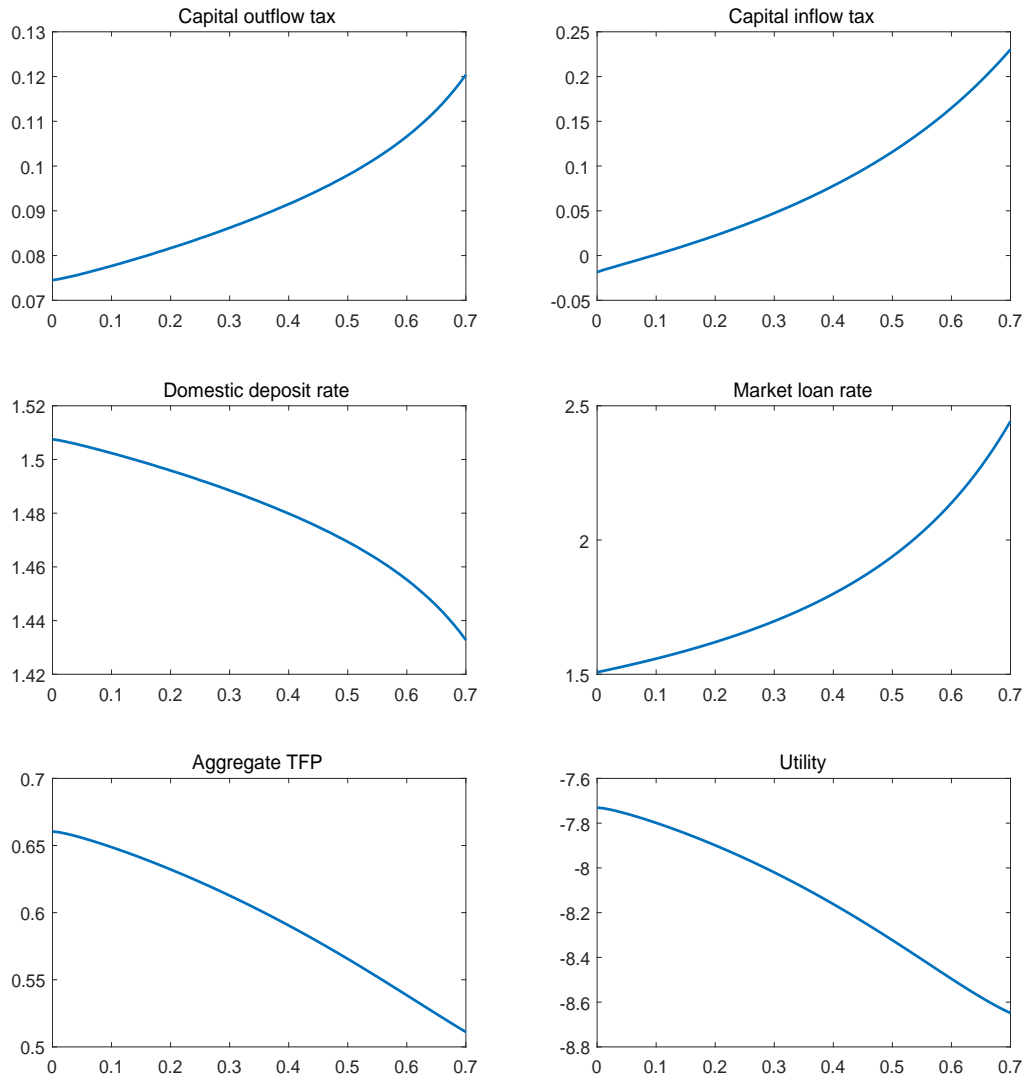 Capital outflow tax
0.13
0.12
0.11
0.1
0.09
0.08
0.07
0 0.1 0.2 0.3 0.4 0.5 0.6 0.7
Capital inflow tax
0.25
0.2
0.15
0.1
0.05
0
-0.05
0 0.1 0.2 0.3 0.4 0.5 0.6 0.7
Domestic deposit rate
1.52
1.5
1.48
1.46
1.44
1.42
0 0.1 0.2 0.3 0.4 0.5 0.6 0.7
Market loan rate
2.5
2
1.5
0 0.1 0.2 0.3 0.4 0.5 0.6 0.7
Aggregate TFP
0.7
0.65
0.6
0.55
0.5
0 0.1 0.2 0.3 0.4 0.5 0.6 0.7
Utility
-7.6
-7.8
-8
-8.2
-8.4
-8.6
-8.8
0 0.1 0.2 0.3 0.4 0.5 0.6 0.7